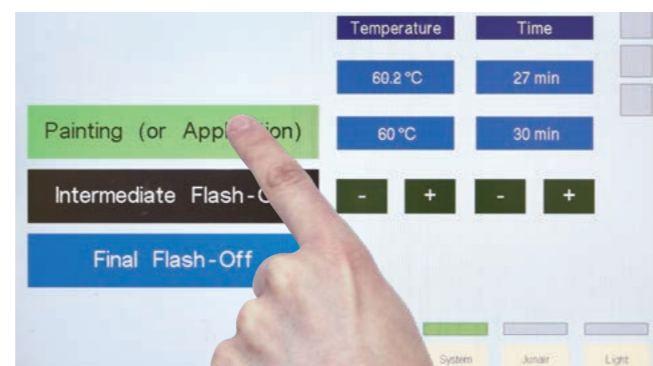 Temperature Time
60.2 °C 27 min
Painting (or Application) 60 °C 30 min
Intermediate Flash-O - + - +
Final Flash-Off
System Junair Light